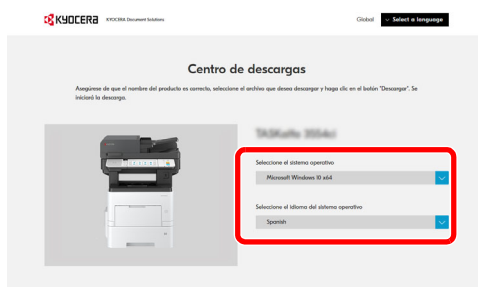 KYOCERA
KYOCERA Document Solutions
Global
Select a language
Centro de descargas
Asegúrese de que el nombre del producto es correcto, seleccione el archivo que desea descargar y haga clic en el botón "Descargar". Se
iniciará la descarga.
Seleccione el sistema operativo
Microsoft Windows 10 x64
Seleccione el idioma del sistema operativo
Spanish